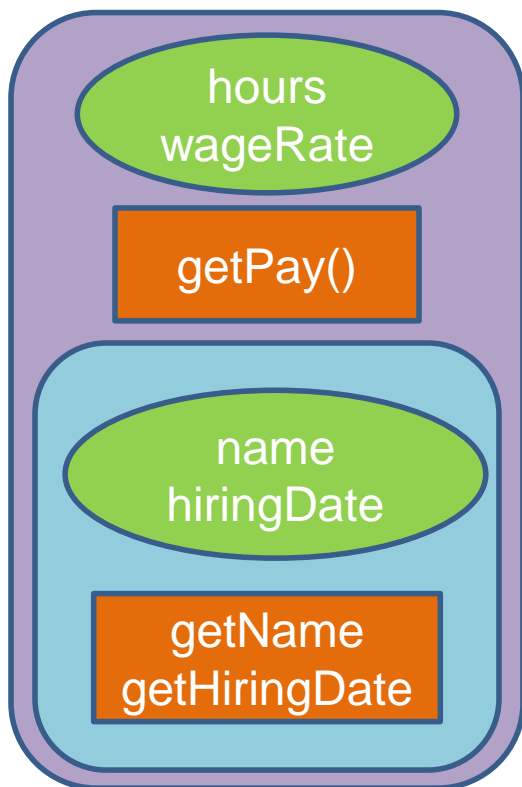 hours
wageRate
getPay()
name
hiringDate
getName
getHiringDate